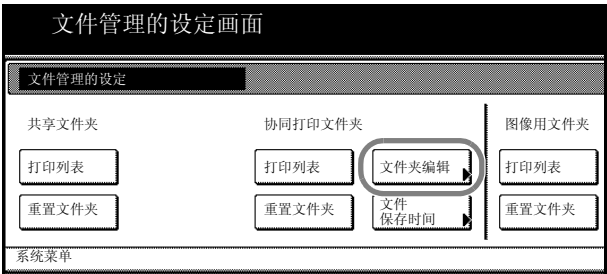 文件管理的设定画面
文件管理的设定
共享文件夹 协同打印文件夹 图像用文件夹
打印列表 打印列表 文件夹编辑 打印列表
重置文件夹 重置文件夹 文件
保存时间 重置文件夹
系统菜单